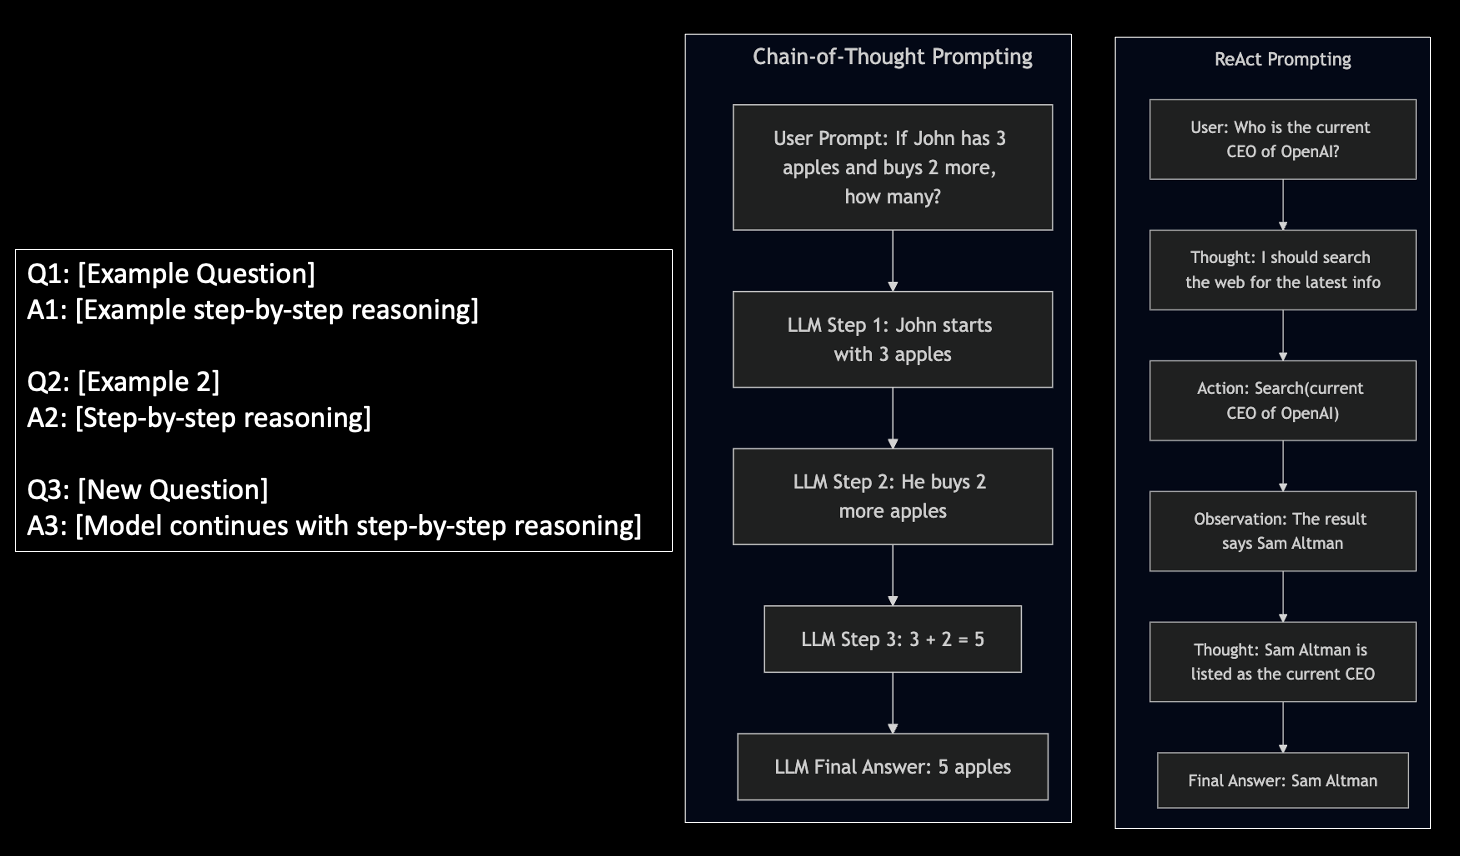 Q1: [Example Question]
A1: [Example step-by-step reasoning]
Q2: [Example 2]
A2: [Step-by-step reasoning]
Q3: [New Question]
A3: [Model continues with step-by-step reasoning]
Chain-of-Thought Prompting
User Prompt: If John has 3
apples and buys 2 more,
how many?
LLM Step 1: John starts
with 3 apples
LLM Step 2: He buys 2
more apples
LLM Step 3: 3 + 2 = 5
LLM Final Answer: 5 apples
ReAct Prompting
User: Who is the current
CEO of OpenAI?
Thought: I should search
the web for the latest info
Action: Search(current
CEO of OpenAI)
Observation: The result
says Sam Altman
Thought: Sam Altman is
listed as the current CEO
Final Answer: Sam Altman